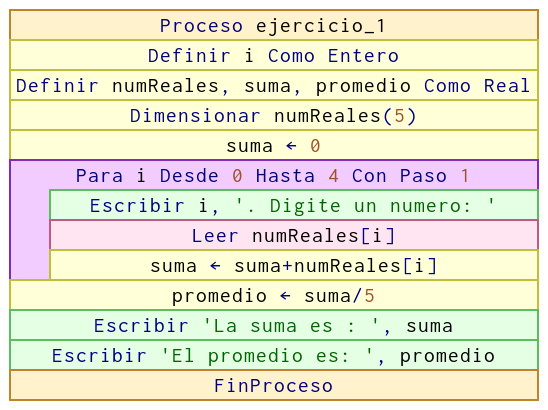 Proceso ejercicio_1
Definir i Como Entero
Definir numReales, suma, promedio Como Real
Dimensionar numReales(5)
suma ← 0
Para i Desde 0 Hasta 4 Con Paso 1
Escribir i, '. Digite un numero: '
Leer numReales[i]
suma ← suma+numReales[i]
promedio ← suma/5
Escribir 'La suma es : ', suma
Escribir 'El promedio es: ', promedio
FinProceso